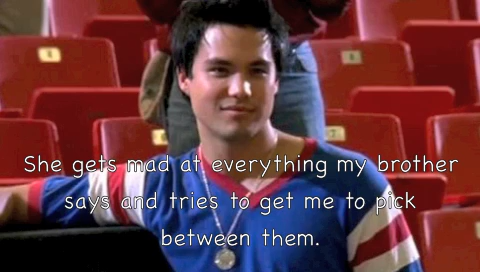 She gets mad at everything my brother
says and tries to get me to pick
between them.